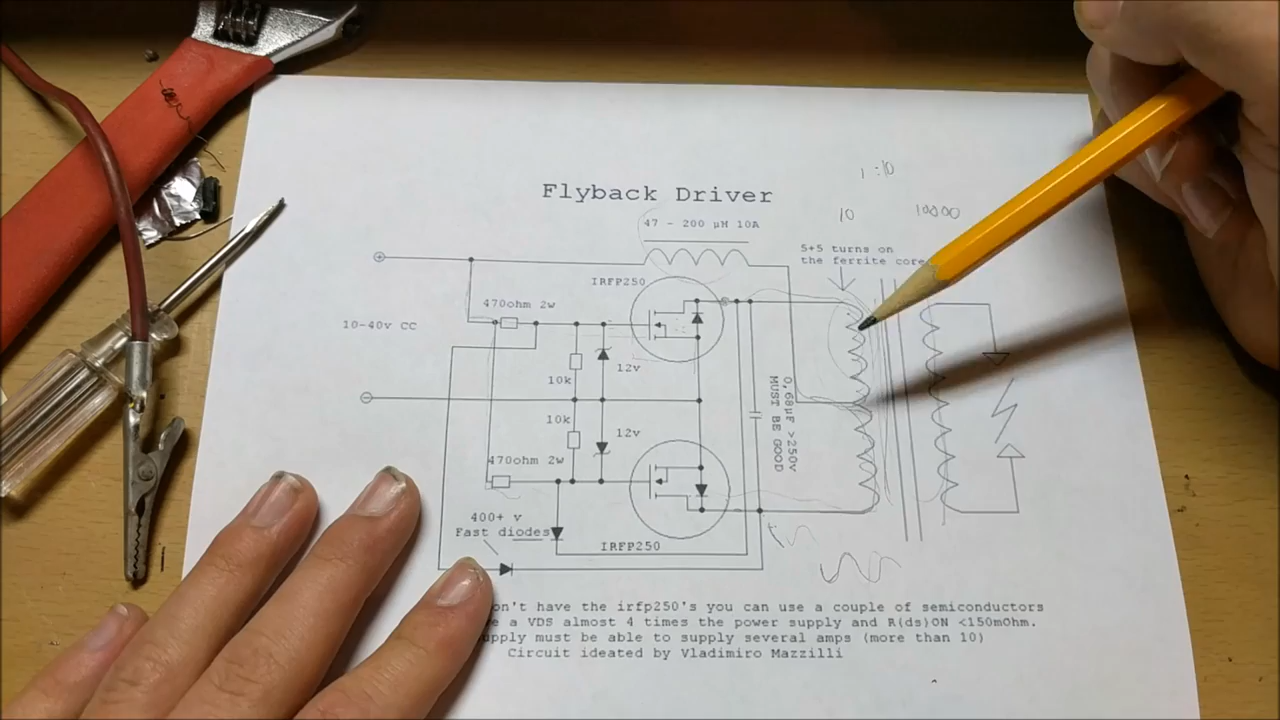 1:10
Flyback Driver
10
10000
47 - 200 µH 10A
5+5 turns on
the ferrite core
IRFP250
470ohm 2w
10-40v CC
12v
10k
0,68µF >250v
MUST BE GOOD
10k
12v
470ohm 2w
400+ v
Fast diodes
IRFP250
on't have the irfp250's you can use a couple of semiconductors
e a VDS almost 4 times the power supply and R(ds)ON <150mOhm.
upply must be able to supply several amps (more than 10)
Circuit ideated by Vladimiro Mazzilli